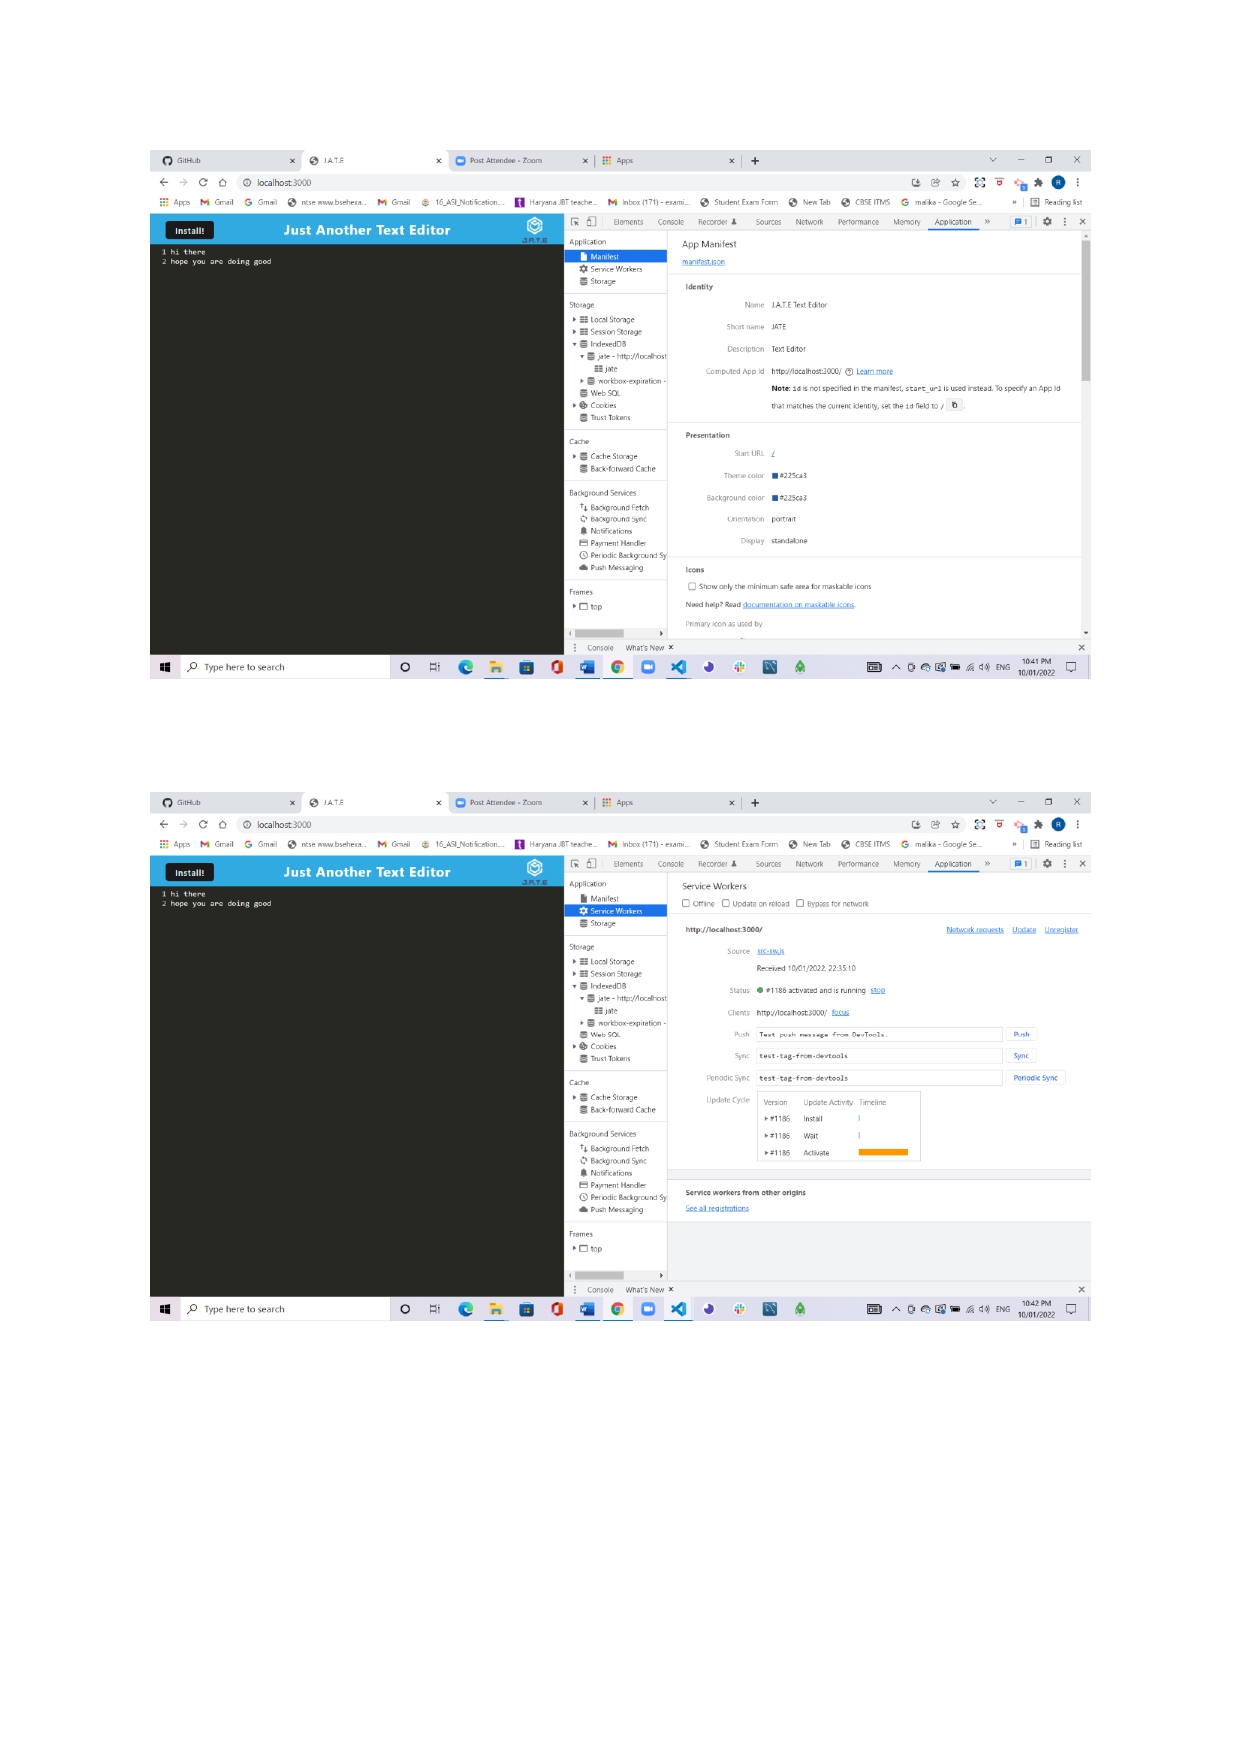 GitHub J.A.T.E Post Attendee - Zoom Apps
localhost:3000
Apps Gmail Gmail ntse www.bsehexa... Gmail 16_ASI_Notification... Haryana JBT teache... Inbox (171) - exami... Student Exam Form New Tab CBSE ITMS malika - Google Se... » Reading list
Install! Just Another Text Editor J.A.T.E
Elements Console Recorder Sources Network Performance Memory Application » 1
1 hi there
2 hope you are doing good
Application
Manifest
Service Workers
Storage
Storage
Local Storage
Session Storage
IndexedDB
jate - http://localhost
jate
workbox-expiration -
Web SQL
Cookies
Trust Tokens
Cache
Cache Storage
Back-forward Cache
Background Services
Background Fetch
Background Sync
Notifications
Payment Handler
Periodic Background Sy
Push Messaging
Frames
top
App Manifest
manifest.json
Identity
Name J.A.T.E Text Editor
Short name JATE
Description Text Editor
Computed App Id http://localhost:3000/ Learn more
Note: id is not specified in the manifest, start_url is used instead. To specify an App Id
that matches the current identity, set the id field to / .
Presentation
Start URL /
Theme color #225ca3
Background color #225ca3
Orientation portrait
Display standalone
Icons
Show only the minimum safe area for maskable icons
Need help? Read documentation on maskable icons.
Primary icon as used by
Console What's New
Type here to search ENG 10:41 PM
10/01/2022
GitHub J.A.T.E Post Attendee - Zoom Apps
localhost:3000
Apps Gmail Gmail ntse www.bsehexa... Gmail 16_ASI_Notification... Haryana JBT teache... Inbox (171) - exami... Student Exam Form New Tab CBSE ITMS malika - Google Se... » Reading list
Install! Just Another Text Editor J.A.T.E
Elements Console Recorder Sources Network Performance Memory Application » 1
1 hi there
2 hope you are doing good
Application
Manifest
Service Workers
Storage
Storage
Local Storage
Session Storage
IndexedDB
jate - http://localhost
jate
workbox-expiration -
Web SQL
Cookies
Trust Tokens
Cache
Cache Storage
Back-forward Cache
Background Services
Background Fetch
Background Sync
Notifications
Payment Handler
Periodic Background Sy
Push Messaging
Frames
top
Service Workers
Offline Update on reload Bypass for network
http://localhost:3000/ Network requests Update Unregister
Source src-sw.js
Received 10/01/2022, 22:35:10
Status #1186 activated and is running stop
Clients http://localhost:3000/ focus
Push Test push message from DevTools. Push
Sync test-tag-from-devtools Sync
Periodic Sync test-tag-from-devtools Periodic Sync
Update Cycle Version Update Activity Timeline
#1186 Install
#1186 Wait
#1186 Activate
Service workers from other origins
See all registrations
Console What's New
Type here to search ENG 10:42 PM
10/01/2022